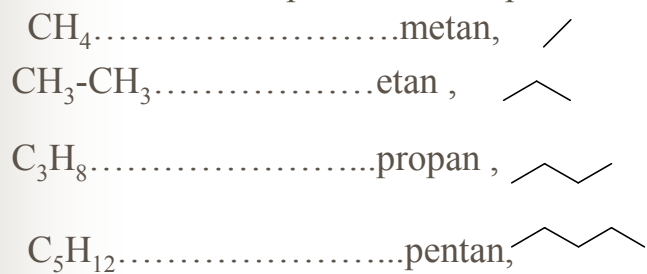 CH₄……………………….metan,
CH₃-CH₃…………………etan ,
C₃H₈……………………...propan ,
C₅H₁₂……………………...pentan,